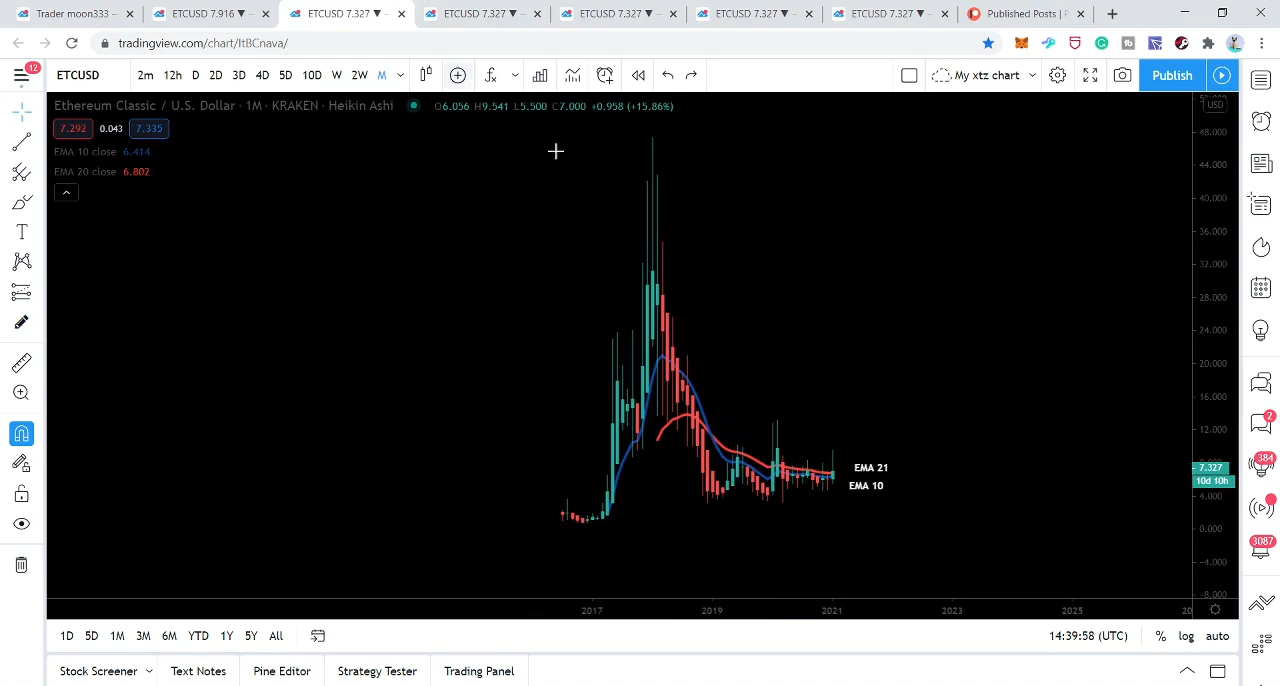 Trader moon333 —
ETCUSD 7.916 ▼ -
ETCUSD 7.327 ▼ -
ETCUSD 7.327 ▼ -
ETCUSD 7.327 ▼ -
ETCUSD 7.327 ▼ -
ETCUSD 7.327 ▼ -
Published Posts | P
tradingview.com/chart/ItBCnava/
12
ETCUSD
2m 12h D 2D 3D 4D 5D 10D W 2W M
My xtz chart
Publish
Ethereum Classic / U.S. Dollar · 1M · KRAKEN · Heikin Ashi
O6.056 H9.541 L5.500 C7.000 +0.958 (+15.86%)
USD
7.292 0.043 7.335
EMA 10 close 6.414
EMA 20 close 6.802
48.000
44.000
40.000
36.000
32.000
28.000
24.000
20.000
16.000
12.000
7.327
10d 10h
4.000
0.000
-4.000
-8.000
EMA 21
EMA 10
2017 2019 2021 2023 2025 20
2
384
3087
1D 5D 1M 3M 6M YTD 1Y 5Y All
14:39:58 (UTC) % log auto
Stock Screener Text Notes Pine Editor Strategy Tester Trading Panel